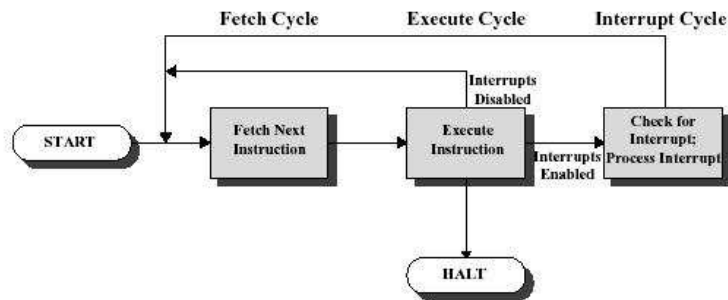 Fetch Cycle
Execute Cycle
Interrupt Cycle
Interrupts
Disabled
START
Fetch Next
Instruction
Execute
Instruction
Interrupts
Enabled
Check for
Interrupt;
Process Interrupt
HALT